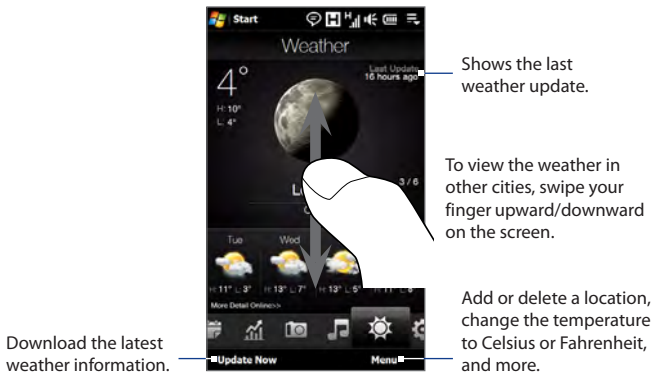 Start
Weather
Last Update
16 hours ago
4°
H: 10°
L: 4°
3 / 6
Tue
Wed
H: 11° L: 3°
H: 13° L: 7°
H: 13° L: 5°
H: 11° L: 8°
More Detail Online>>
Update Now
Menu
Shows the last
weather update.
To view the weather in
other cities, swipe your
finger upward/downward
on the screen.
Add or delete a location,
change the temperature
to Celsius or Fahrenheit,
and more.
Download the latest
weather information.